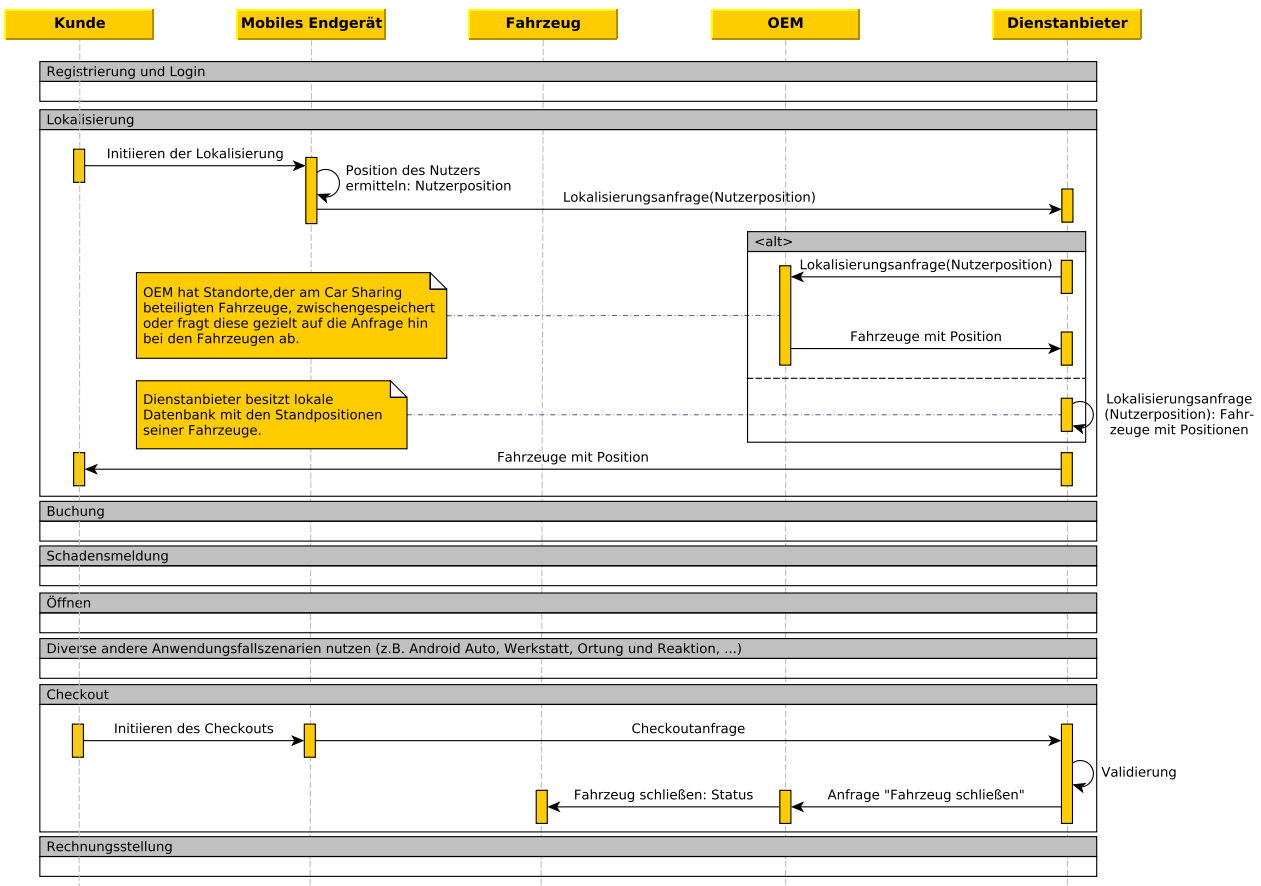 Kunde
Mobiles Endgerät
Fahrzeug
OEM
Dienstanbieter
Registrierung und Login
Lokalisierung
Initiieren der Lokalisierung
Position des Nutzers
ermitteln: Nutzerposition
Lokalisierungsanfrage(Nutzerposition)
<alt>
Lokalisierungsanfrage(Nutzerposition)
OEM hat Standorte,der am Car Sharing
beteiligten Fahrzeuge, zwischengespeichert
oder fragt diese gezielt auf die Anfrage hin
bei den Fahrzeugen ab.
Fahrzeuge mit Position
Dienstanbieter besitzt lokale
Datenbank mit den Standpositionen
seiner Fahrzeuge.
Lokalisierungsanfrage
(Nutzerposition): Fahr-
zeuge mit Positionen
Fahrzeuge mit Position
Buchung
Schadensmeldung
Öffnen
Diverse andere Anwendungsfallszenarien nutzen (z.B. Android Auto, Werkstatt, Ortung und Reaktion, ...)
Checkout
Initiieren des Checkouts
Checkoutanfrage
Validierung
Fahrzeug schließen: Status
Anfrage "Fahrzeug schließen"
Rechnungsstellung